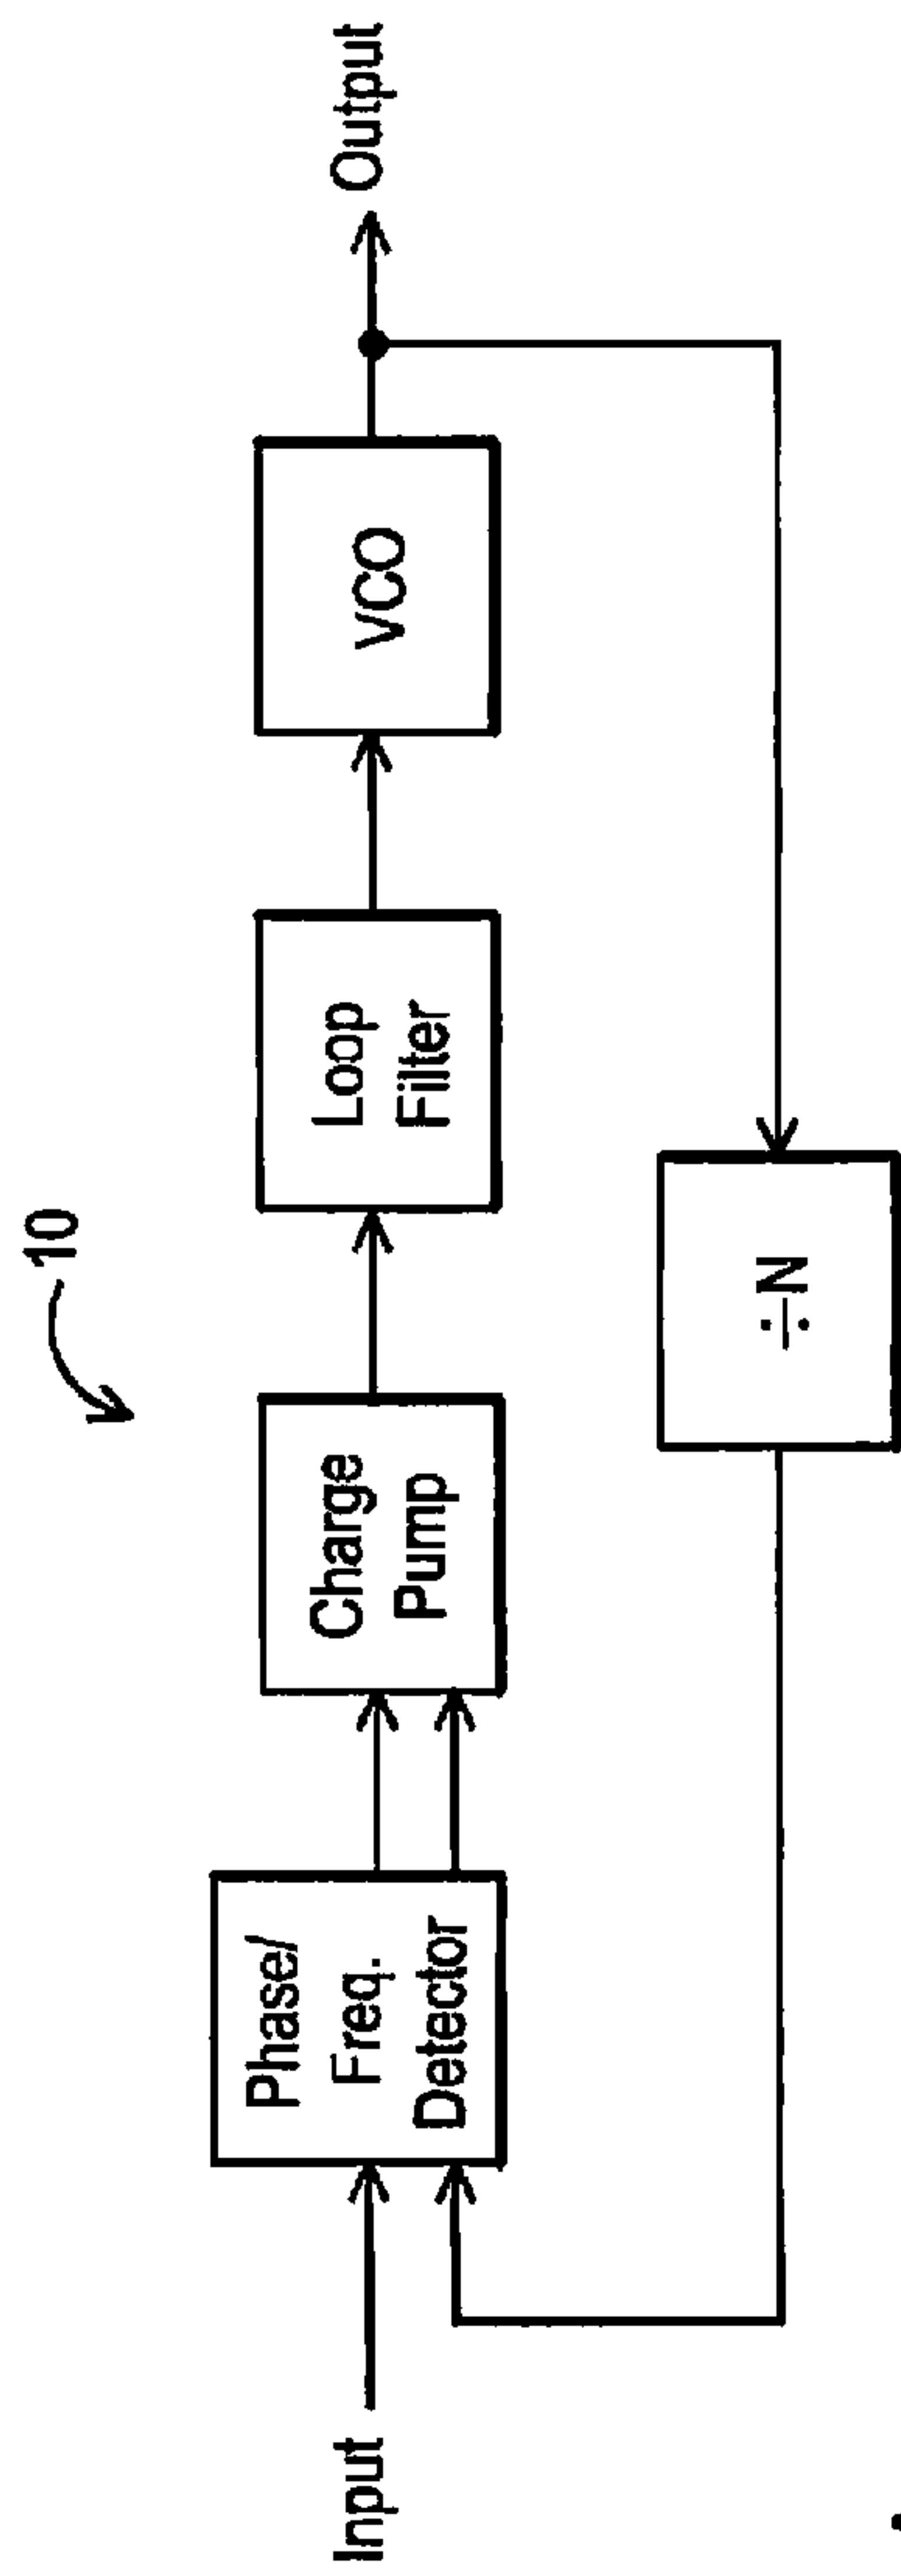 10
Input
Phase/
Freq.
Detector
Charge
Pump
Loop
Filter
VCO
Output
÷N